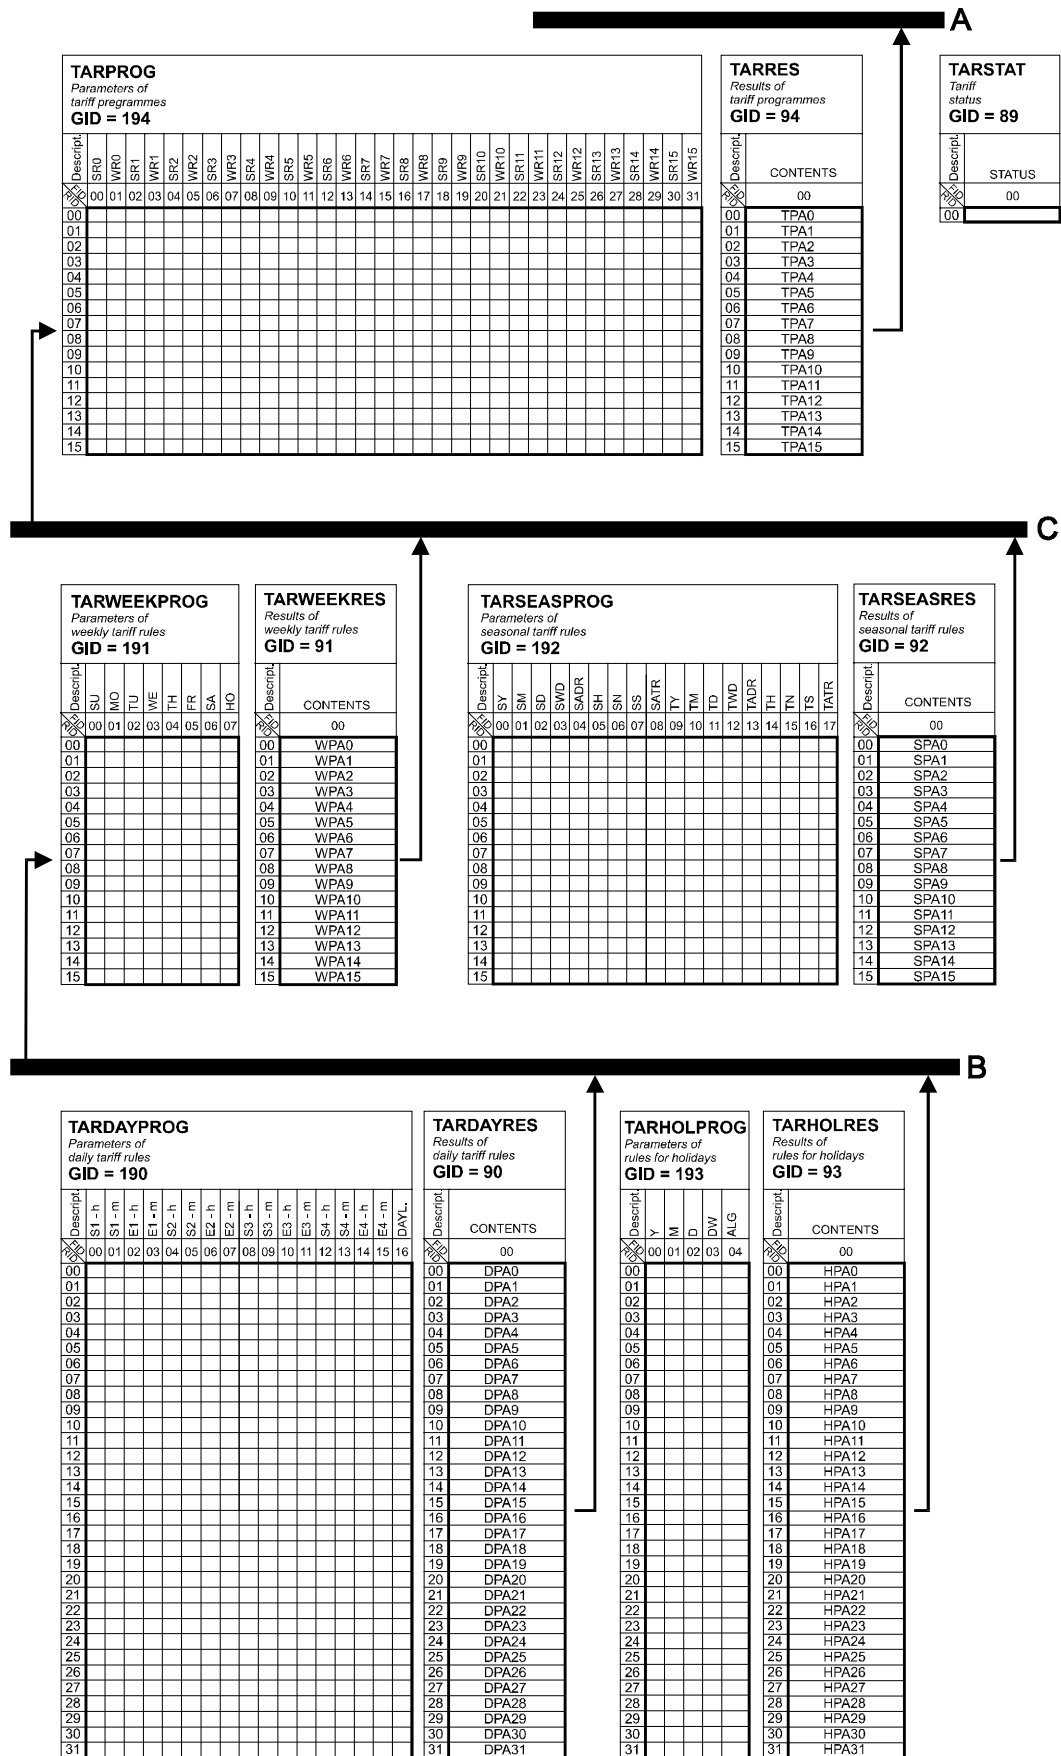 A
TARPROG
Parameters of
tariff pregrammes
GID = 194
Descript. SR0 WR0 SR1 WR1 SR2 WR2 SR3 WR3 SR4 WR4 SR5 WR5 SR6 WR6 SR7 WR7 SR8 WR8 SR9 WR9 SR10 WR10 SR11 WR11 SR12 WR12 SR13 WR13 SR14 WR14 SR15 WR15
FID RID 00 01 02 03 04 05 06 07 08 09 10 11 12 13 14 15 16 17 18 19 20 21 22 23 24 25 26 27 28 29 30 31
00
01
02
03
04
05
06
07
08
09
10
11
12
13
14
15
TARRES
Results of
tariff programmes
GID = 94
Descript. CONTENTS
FID RID 00
00 TPA0
01 TPA1
02 TPA2
03 TPA3
04 TPA4
05 TPA5
06 TPA6
07 TPA7
08 TPA8
09 TPA9
10 TPA10
11 TPA11
12 TPA12
13 TPA13
14 TPA14
15 TPA15
TARSTAT
Tariff
status
GID = 89
Descript. STATUS
FID RID 00
00
C
TARWEEKPROG
Parameters of
weekly tariff rules
GID = 191
Descript. SU MO TU WE TH FR SA HO
FID RID 00 01 02 03 04 05 06 07
00
01
02
03
04
05
06
07
08
09
10
11
12
13
14
15
TARWEEKRES
Results of
weekly tariff rules
GID = 91
Descript. CONTENTS
FID RID 00
00 WPA0
01 WPA1
02 WPA2
03 WPA3
04 WPA4
05 WPA5
06 WPA6
07 WPA7
08 WPA8
09 WPA9
10 WPA10
11 WPA11
12 WPA12
13 WPA13
14 WPA14
15 WPA15
TARSEASPROG
Parameters of
seasonal tariff rules
GID = 192
Descript. SY SM SD SWD SADR SH SN SS SATR TY TM TD TWD TADR TH TN TS TATR
FID RID 00 01 02 03 04 05 06 07 08 09 10 11 12 13 14 15 16 17
00
01
02
03
04
05
06
07
08
09
10
11
12
13
14
15
TARSEASRES
Results of
seasonal tariff rules
GID = 92
Descript. CONTENTS
FID RID 00
00 SPA0
01 SPA1
02 SPA2
03 SPA3
04 SPA4
05 SPA5
06 SPA6
07 SPA7
08 SPA8
09 SPA9
10 SPA10
11 SPA11
12 SPA12
13 SPA13
14 SPA14
15 SPA15
B
TARDAYPROG
Parameters of
daily tariff rules
GID = 190
Descript. S1 - h S1 - m E1 - h E1 - m S2 - h S2 - m E2 - h E2 - m S3 - h S3 - m E3 - h E3 - m S4 - h S4 - m E4 - h E4 - m DAYL.
FID RID 00 01 02 03 04 05 06 07 08 09 10 11 12 13 14 15 16
00
01
02
03
04
05
06
07
08
09
10
11
12
13
14
15
16
17
18
19
20
21
22
23
24
25
26
27
28
29
30
31
TARDAYRES
Results of
daily tariff rules
GID = 90
Descript. CONTENTS
FID RID 00
00 DPA0
01 DPA1
02 DPA2
03 DPA3
04 DPA4
05 DPA5
06 DPA6
07 DPA7
08 DPA8
09 DPA9
10 DPA10
11 DPA11
12 DPA12
13 DPA13
14 DPA14
15 DPA15
16 DPA16
17 DPA17
18 DPA18
19 DPA19
20 DPA20
21 DPA21
22 DPA22
23 DPA23
24 DPA24
25 DPA25
26 DPA26
27 DPA27
28 DPA28
29 DPA29
30 DPA30
31 DPA31
TARHOLPROG
Parameters of
rules for holidays
GID = 193
Descript. Y M D DW ALG
FID RID 00 01 02 03 04
00
01
02
03
04
05
06
07
08
09
10
11
12
13
14
15
16
17
18
19
20
21
22
23
24
25
26
27
28
29
30
31
TARHOLRES
Results of
rules for holidays
GID = 93
Descript. CONTENTS
FID RID 00
00 HPA0
01 HPA1
02 HPA2
03 HPA3
04 HPA4
05 HPA5
06 HPA6
07 HPA7
08 HPA8
09 HPA9
10 HPA10
11 HPA11
12 HPA12
13 HPA13
14 HPA14
15 HPA15
16 HPA16
17 HPA17
18 HPA18
19 HPA19
20 HPA20
21 HPA21
22 HPA22
23 HPA23
24 HPA24
25 HPA25
26 HPA26
27 HPA27
28 HPA28
29 HPA29
30 HPA30
31 HPA31